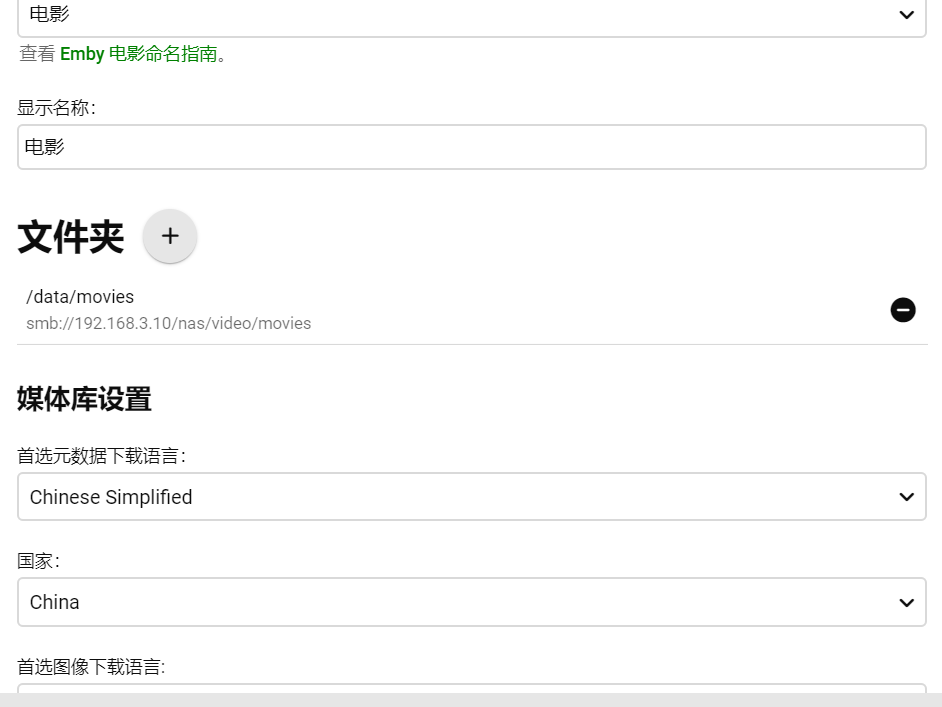 电影
查看 Emby 电影命名指南。
显示名称：
电影
文件夹
/data/movies
smb://192.168.3.10/nas/video/movies
媒体库设置
首选元数据下载语言：
Chinese Simplified
国家：
China
首选图像下载语言: